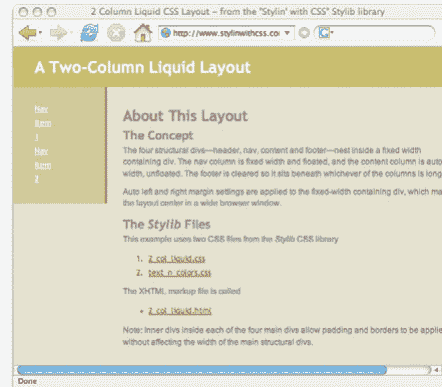 2 Column Liquid CSS Layout – from the "Stylin' with CSS" Stylib library
http://www.stylinwithcss.co
A Two-Column Liquid Layout
Nav
Item
1
Nav
Item
2
About This Layout
The Concept
The four structural divs—header, nav, content and footer—nest inside a fixed width
containing div. The nav column is fixed width and floated, and the content column is auto
width, unfloated. The footer is cleared so it sits beneath whichever of the columns is long
Auto left and right margin settings are applied to the fixed-width containing div, which ma
the layout center in a wide browser window.
The Stylib Files
This example uses two CSS files from the Stylib CSS library
1. 2_col_liquid.css
2. text_n_colors.css
The XHTML markup file is called
• 2_col_liquid.html
Note: Inner divs inside each of the four main divs allow padding and borders to be applie
without affecting the width of the main structural divs.
Done